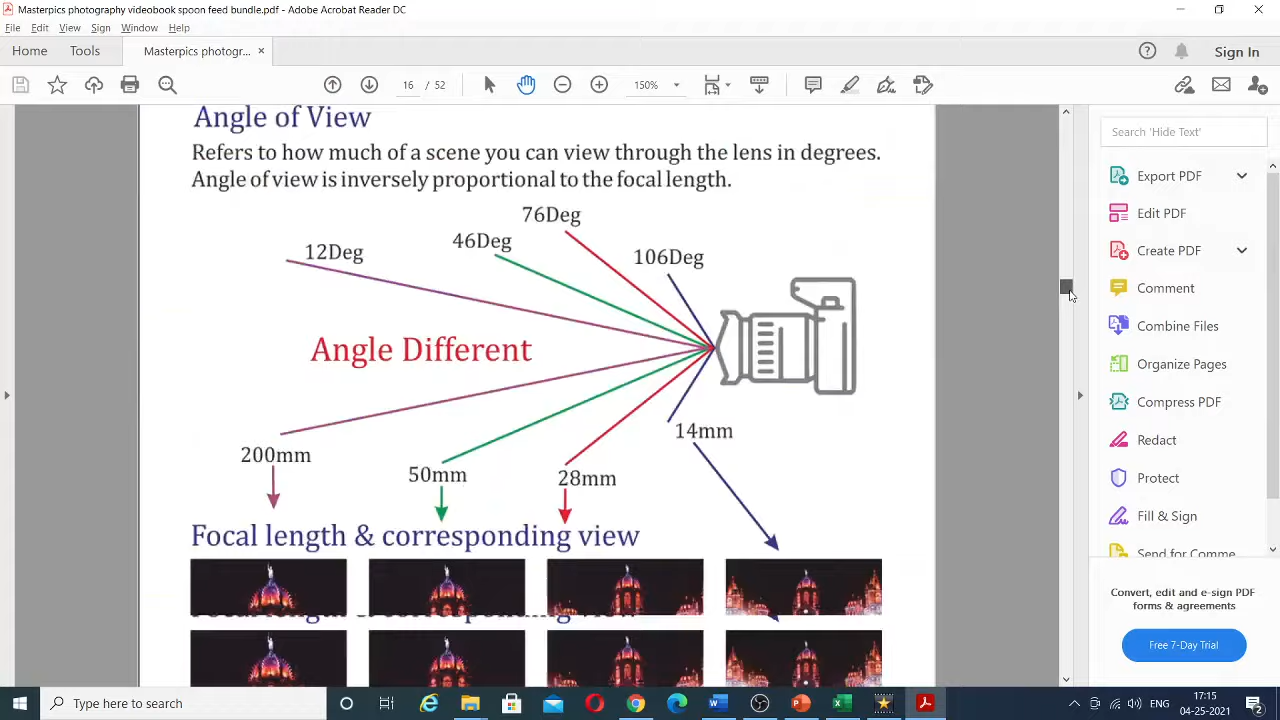 Masterpics photography videobook spoon feed bundle.pdf - Adobe Acrobat Reader DC
File Edit View Sign Window Help
Home Tools Masterpics photogr... × Sign In
16 / 52 150%
Angle of View
Refers to how much of a scene you can view through the lens in degrees.
Angle of view is inversely proportional to the focal length.
76Deg
46Deg
12Deg
106Deg
Angle Different
14mm
200mm
50mm
28mm
Focal length & corresponding view
Search 'Hide Text'
Export PDF
Edit PDF
Create PDF
Comment
Combine Files
Organize Pages
Compress PDF
Redact
Protect
Fill & Sign
Send for Comme
Convert, edit and e-sign PDF
forms & agreements
Free 7-Day Trial
Type here to search
ENG
17:15
04-25-2021
2